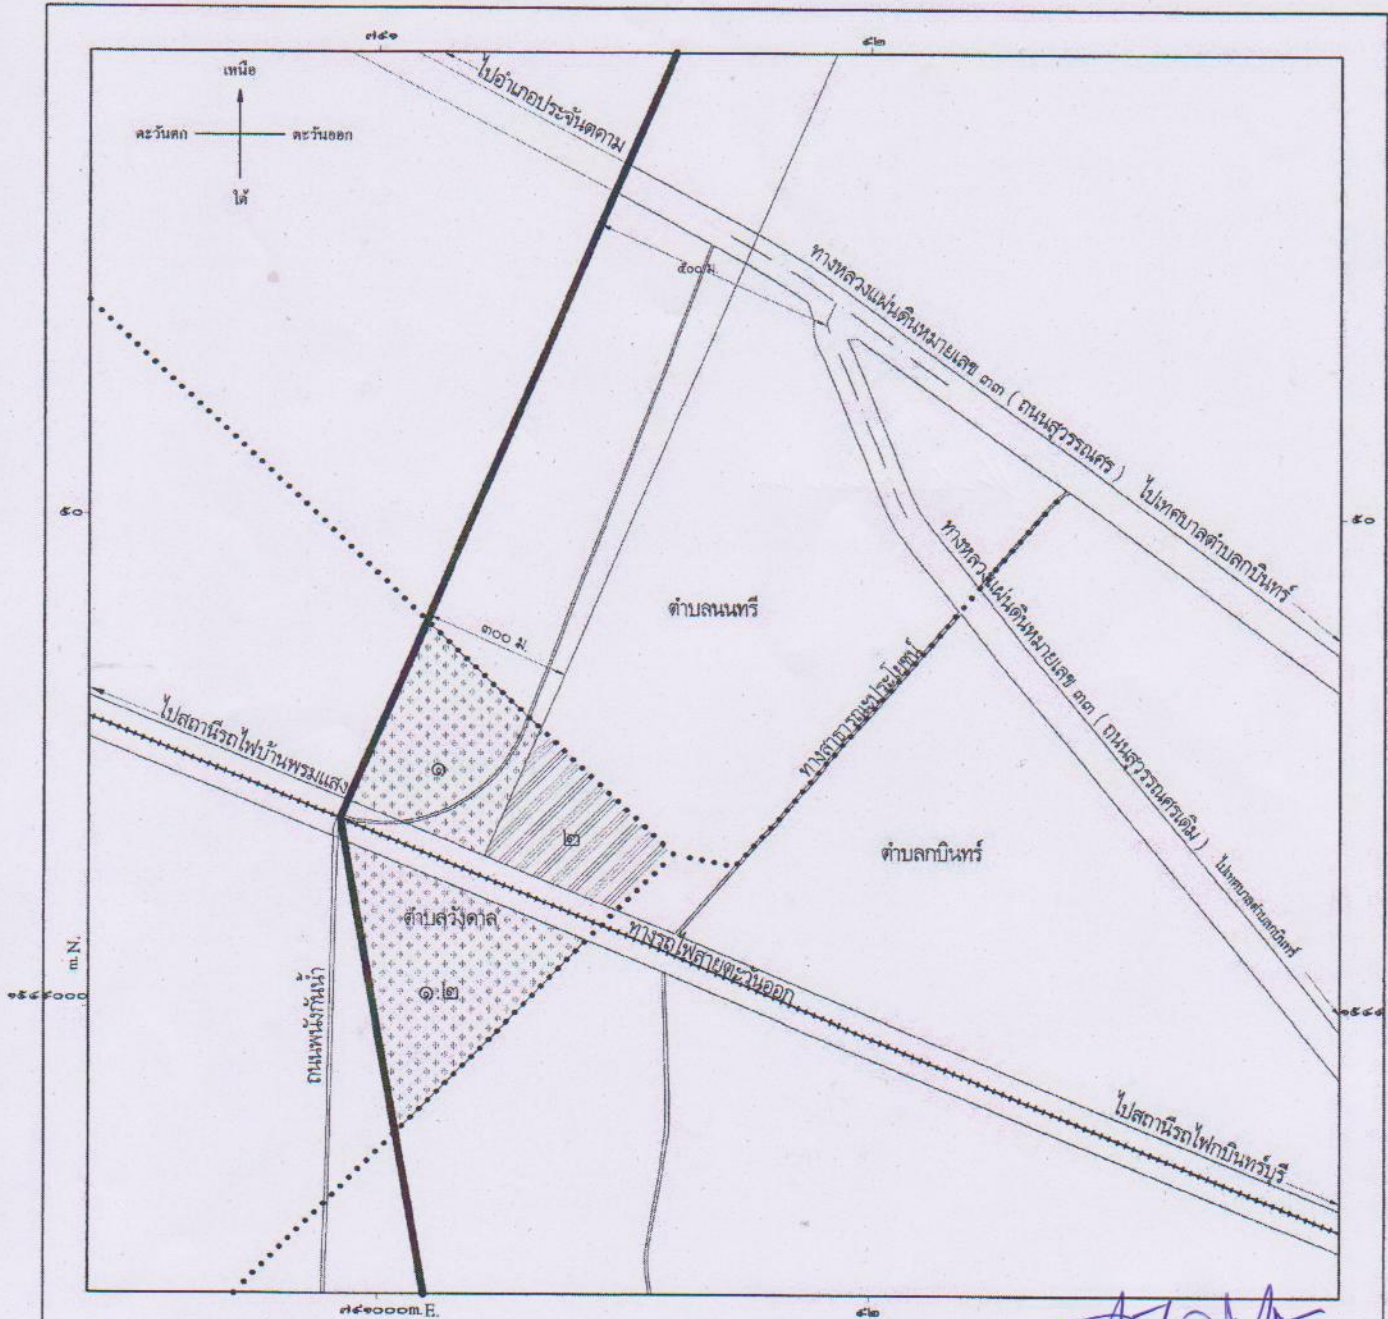 ๗๕๑
๕๒
เหนือ
ตะวันตก
ตะวันออก
ใต้
ไปอำเภอประจันตคาม
๕๐๐ ม.
ทางหลวงแผ่นดินหมายเลข ๓๓ ( ถนนสุวรรณศร )
ไปเทศบาลตำบลกบินทร์
๕๐
๕๐
ตำบลนนทรี
๓๐๐ ม.
ทางหลวงแผ่นดินหมายเลข ๓๓ ( ถนนสุวรรณศรเดิม )
ไปเทศบาลตำบลกบินทร์
ทางสาธารณะประโยชน์
ไปสถานีรถไฟบ้านพรมแสง
๑
๒
ตำบลกบินทร์
ตำบลวังดาล
ทางรถไฟสายตะวันออก
m.N.
๑.๒
ถนนพนังกั้นน้ำ
ไปสถานีรถไฟกบินทร์บุรี
๗๕๑๐๐๐m.E.
๕๒